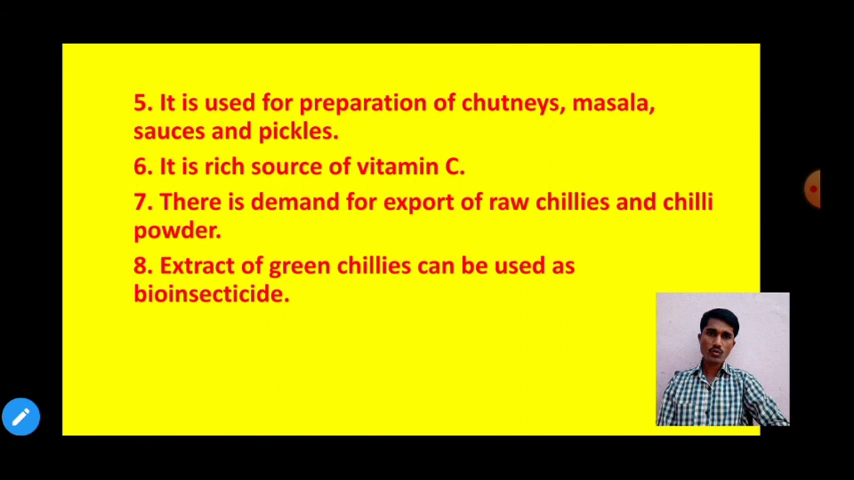 5. It is used for preparation of chutneys, masala,
sauces and pickles.
6. It is rich source of vitamin C.
7. There is demand for export of raw chillies and chilli
powder.
8. Extract of green chillies can be used as
bioinsecticide.